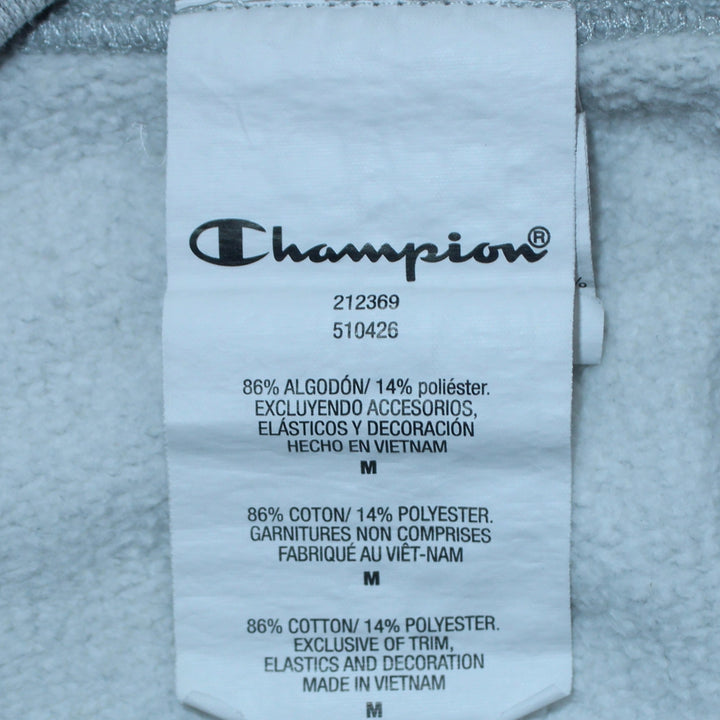 Champion®
212369
510426
86% ALGODÓN/ 14% poliéster.
EXCLUYENDO ACCESORIOS,
ELÁSTICOS Y DECORACIÓN
HECHO EN VIETNAM
M
86% COTON/ 14% POLYESTER.
GARNITURES NON COMPRISES
FABRIQUÉ AU VIÊT-NAM
M
86% COTTON/ 14% POLYESTER.
EXCLUSIVE OF TRIM,
ELASTICS AND DECORATION
MADE IN VIETNAM
M
%